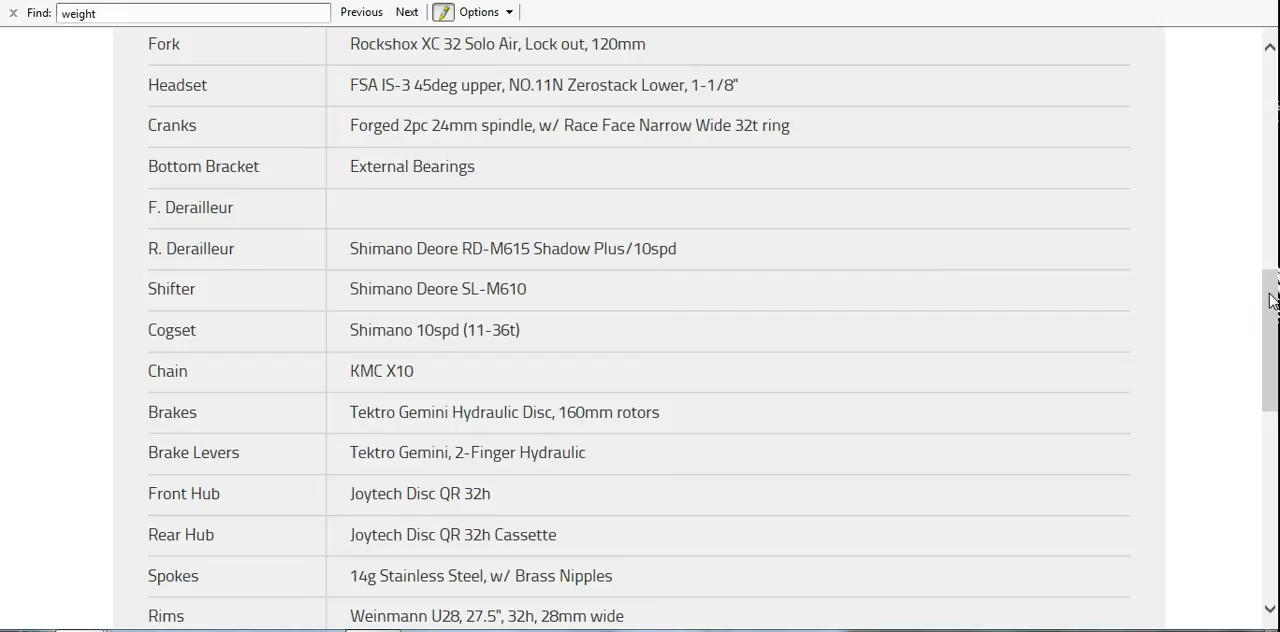 x Find: weight Previous Next Options
Fork Rockshox XC 32 Solo Air, Lock out, 120mm
Headset FSA IS-3 45deg upper, NO.11N Zerostack Lower, 1-1/8"
Cranks Forged 2pc 24mm spindle, w/ Race Face Narrow Wide 32t ring
Bottom Bracket External Bearings
F. Derailleur
R. Derailleur Shimano Deore RD-M615 Shadow Plus/10spd
Shifter Shimano Deore SL-M610
Cogset Shimano 10spd (11-36t)
Chain KMC X10
Brakes Tektro Gemini Hydraulic Disc, 160mm rotors
Brake Levers Tektro Gemini, 2-Finger Hydraulic
Front Hub Joytech Disc QR 32h
Rear Hub Joytech Disc QR 32h Cassette
Spokes 14g Stainless Steel, w/ Brass Nipples
Rims Weinmann U28, 27.5", 32h, 28mm wide